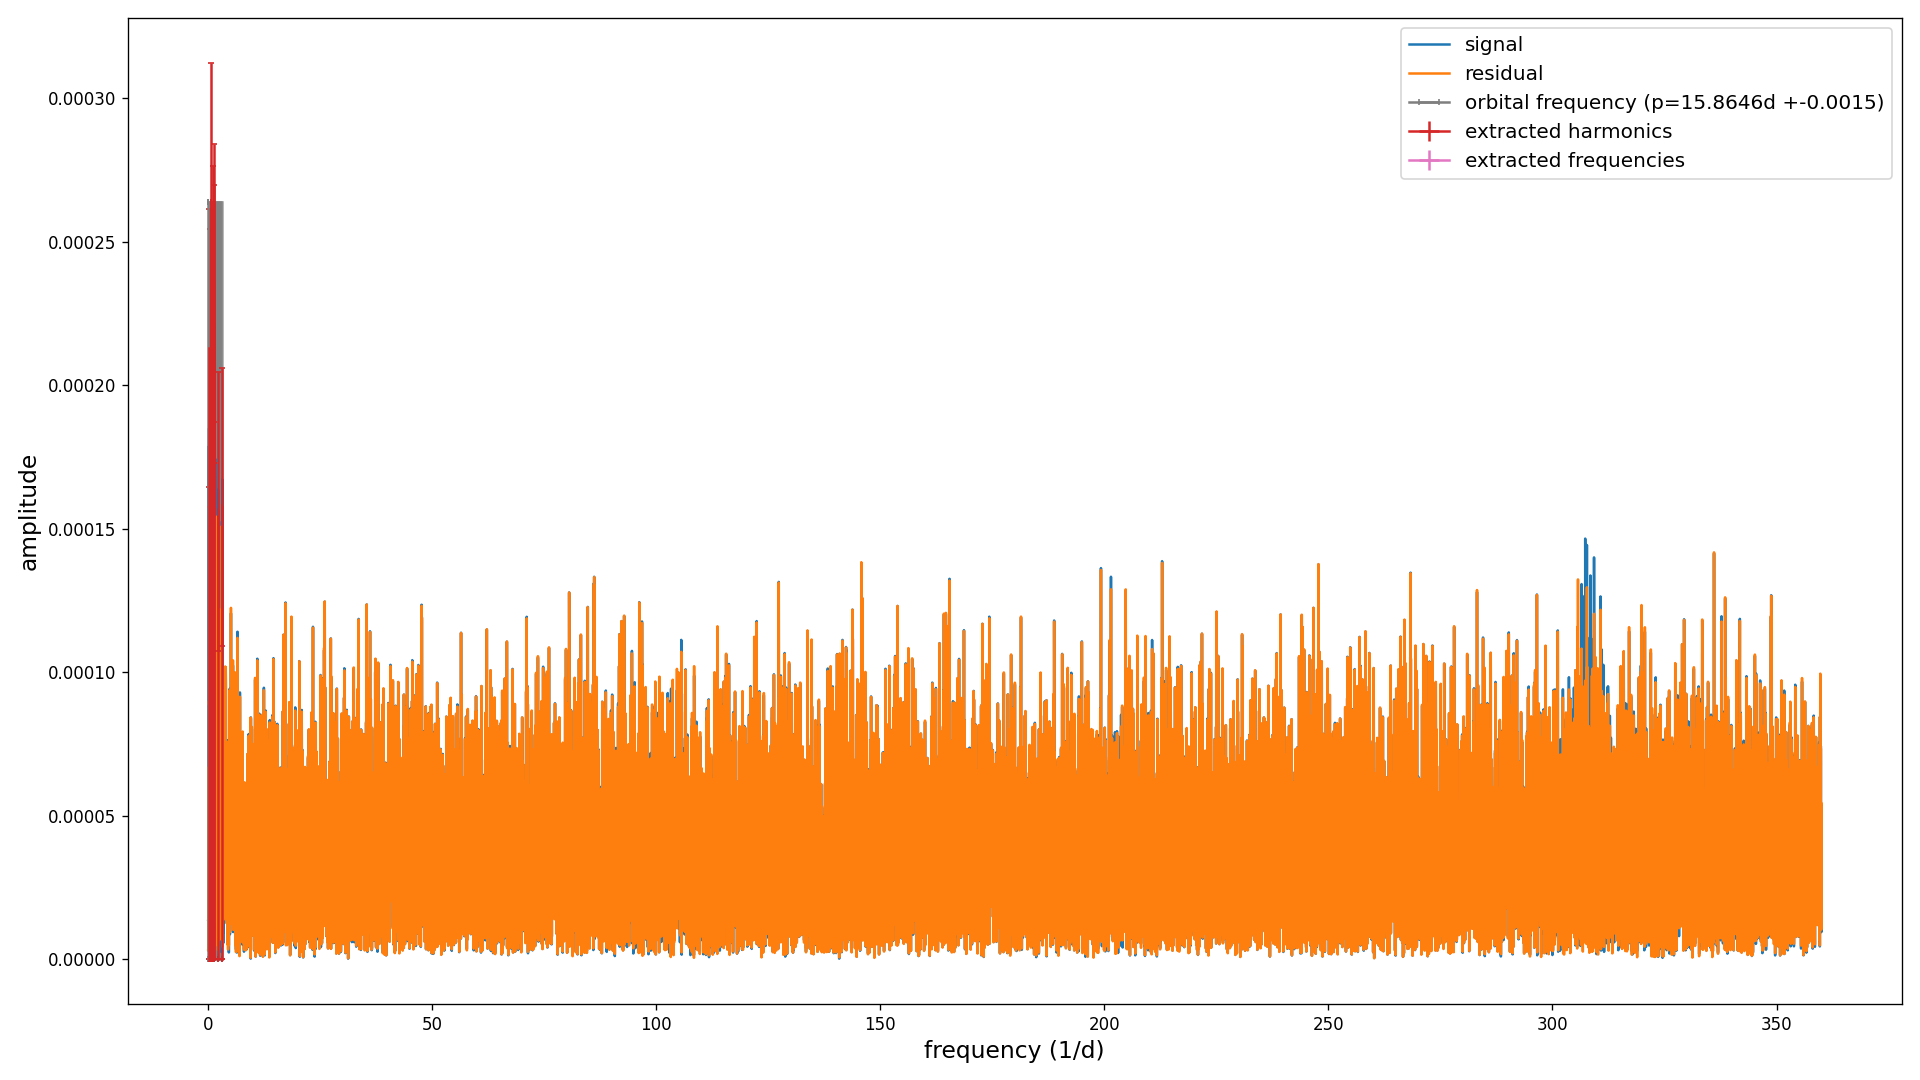 signal
residual
orbital frequency (p=15.8646d +-0.0015)
extracted harmonics
extracted frequencies
0.00030
0.00025
0.00020
0.00015
0.00010
0.00005
0.00000
amplitude
0 50 100 150 200 250 300 350
frequency (1/d)